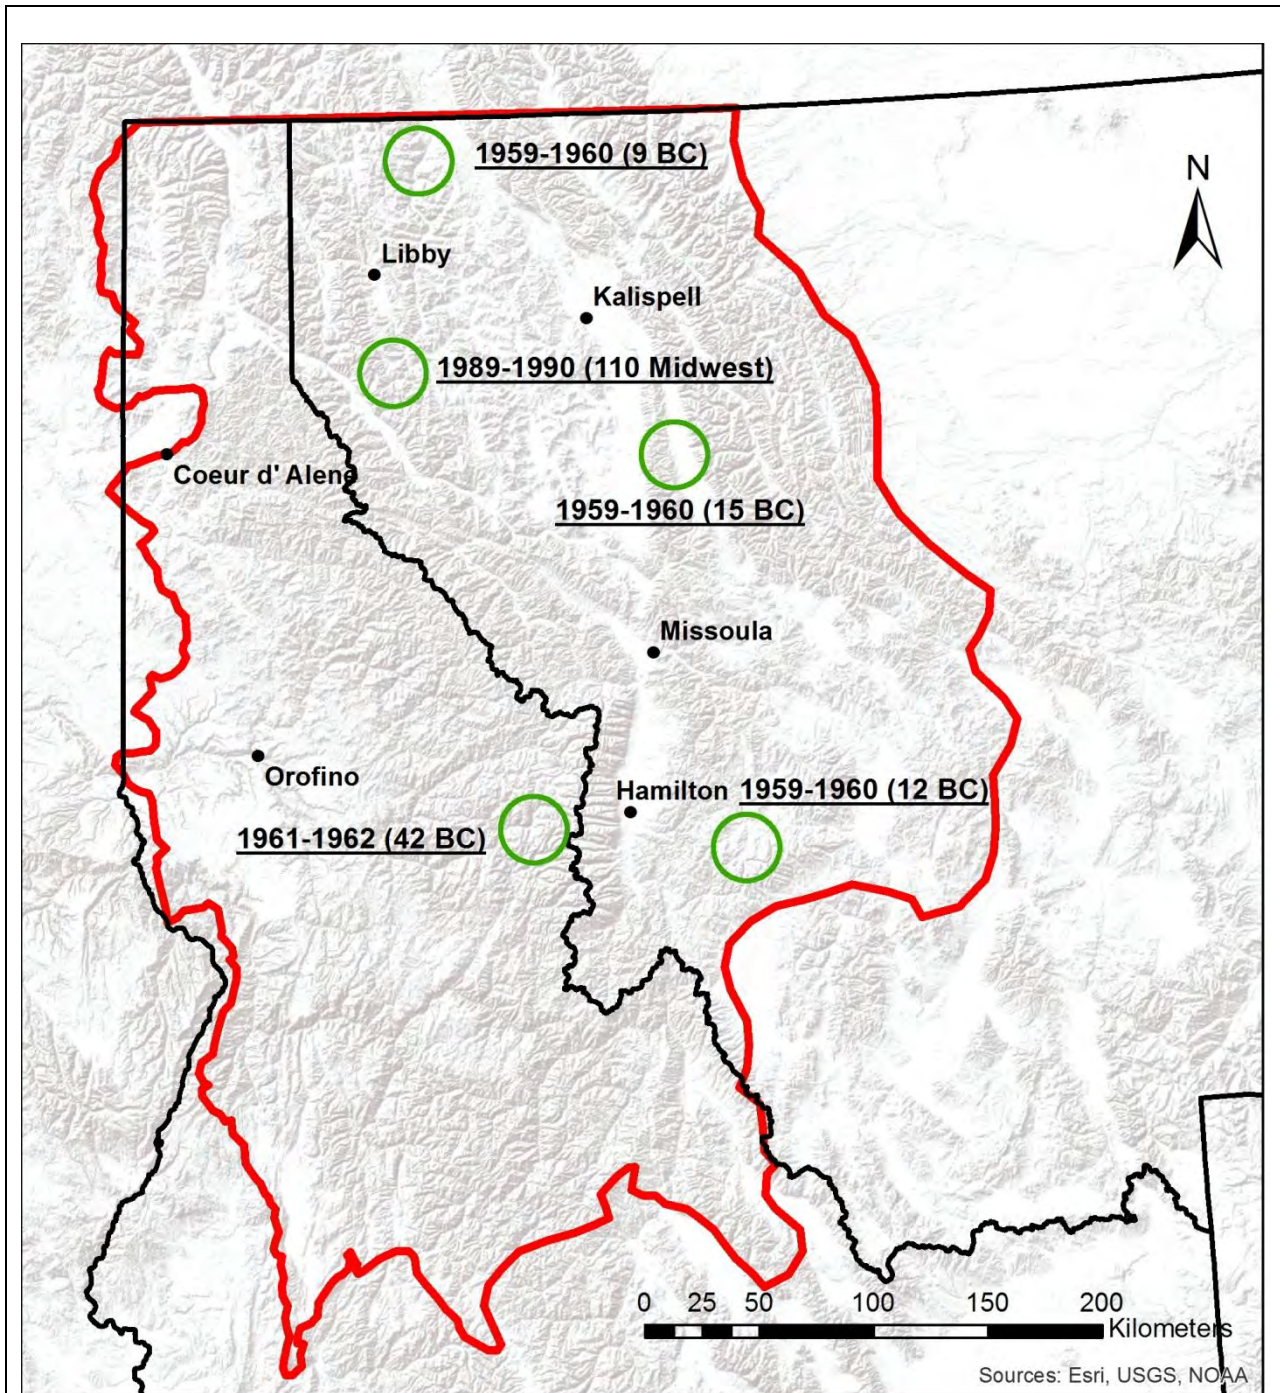 1959-1960 (9 BC)
N
Libby
Kalispell
1989-1990 (110 Midwest)
Coeur d' Alene
1959-1960 (15 BC)
Missoula
Orofino
Hamilton 1959-1960 (12 BC)
1961-1962 (42 BC)
0 25 50 100 150 200
Kilometers
Sources: Esri, USGS, NOAA